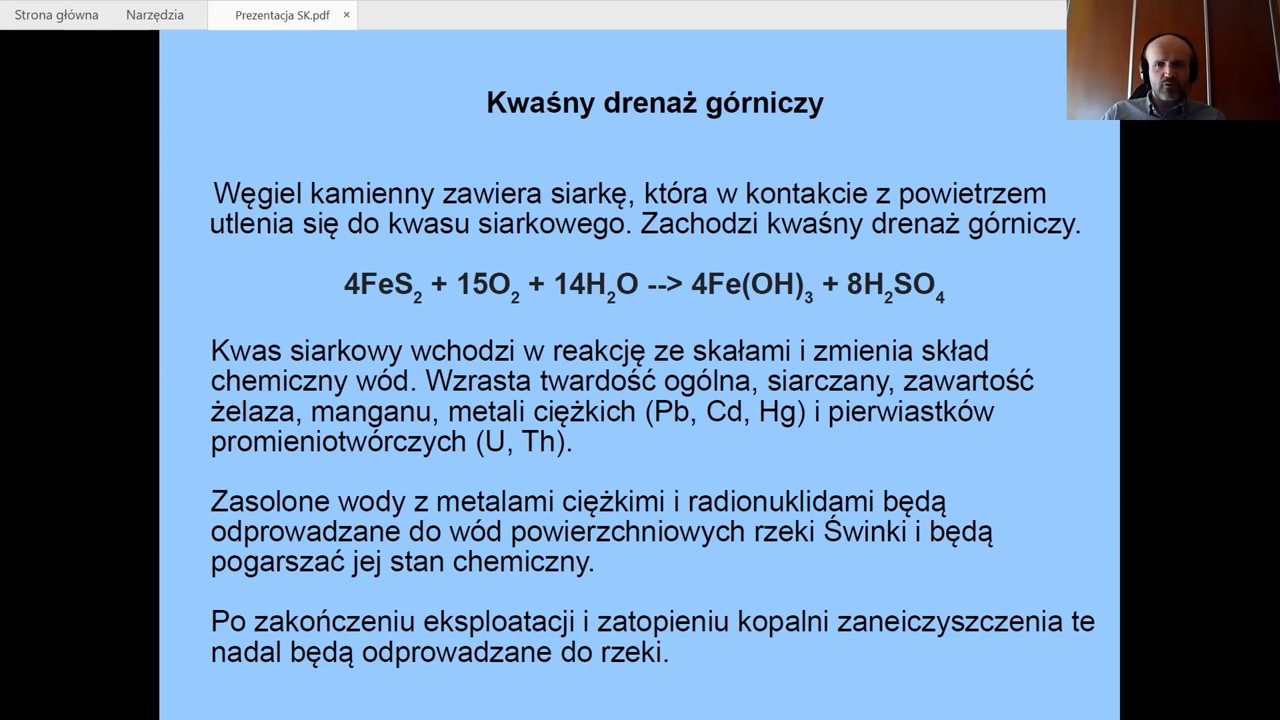 Strona główna
Narzędzia
Prezentacja SK.pdf
×
Kwaśny drenaż górniczy
Węgiel kamienny zawiera siarkę, która w kontakcie z powietrzem
utlenia się do kwasu siarkowego. Zachodzi kwaśny drenaż górniczy.
4FeS₂ + 15O₂ + 14H₂O --> 4Fe(OH)₃ + 8H₂SO₄
Kwas siarkowy wchodzi w reakcję ze skałami i zmienia skład
chemiczny wód. Wzrasta twardość ogólna, siarczany, zawartość
żelaza, manganu, metali ciężkich (Pb, Cd, Hg) i pierwiastków
promieniotwórczych (U, Th).
Zasolone wody z metalami ciężkimi i radionuklidami będą
odprowadzane do wód powierzchniowych rzeki Świnki i będą
pogarszać jej stan chemiczny.
Po zakończeniu eksploatacji i zatopieniu kopalni zaneiczyszczenia te
nadal będą odprowadzane do rzeki.